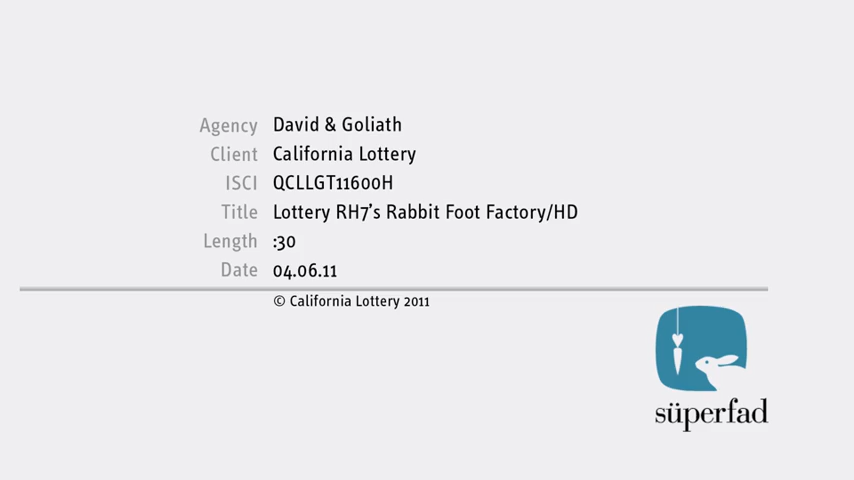 Agency David & Goliath
Client California Lottery
ISCI QCLLGT11600H
Title Lottery RH7's Rabbit Foot Factory/HD
Length :30
Date 04.06.11
© California Lottery 2011
süperfad